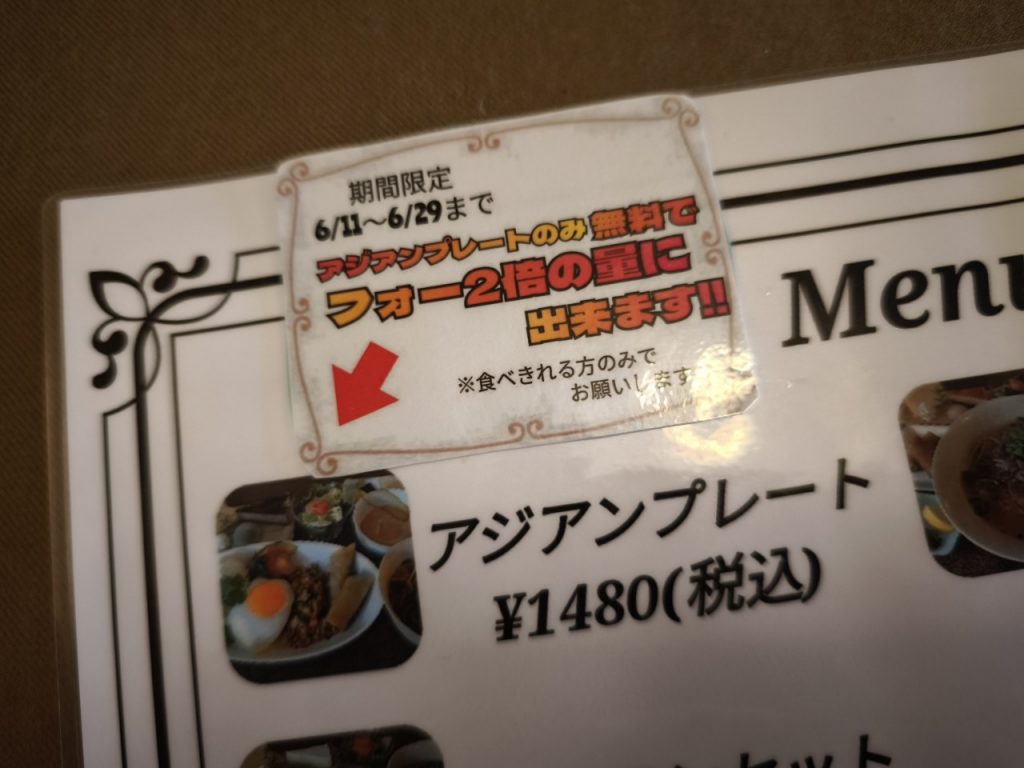 期間限定
6/11～6/29まで
アジアンプレートのみ無料で
フォー2倍の量に
出来ます!!
※食べきれる方のみで
お願いします
Menu
アジアンプレート
¥1480(税込)
セット